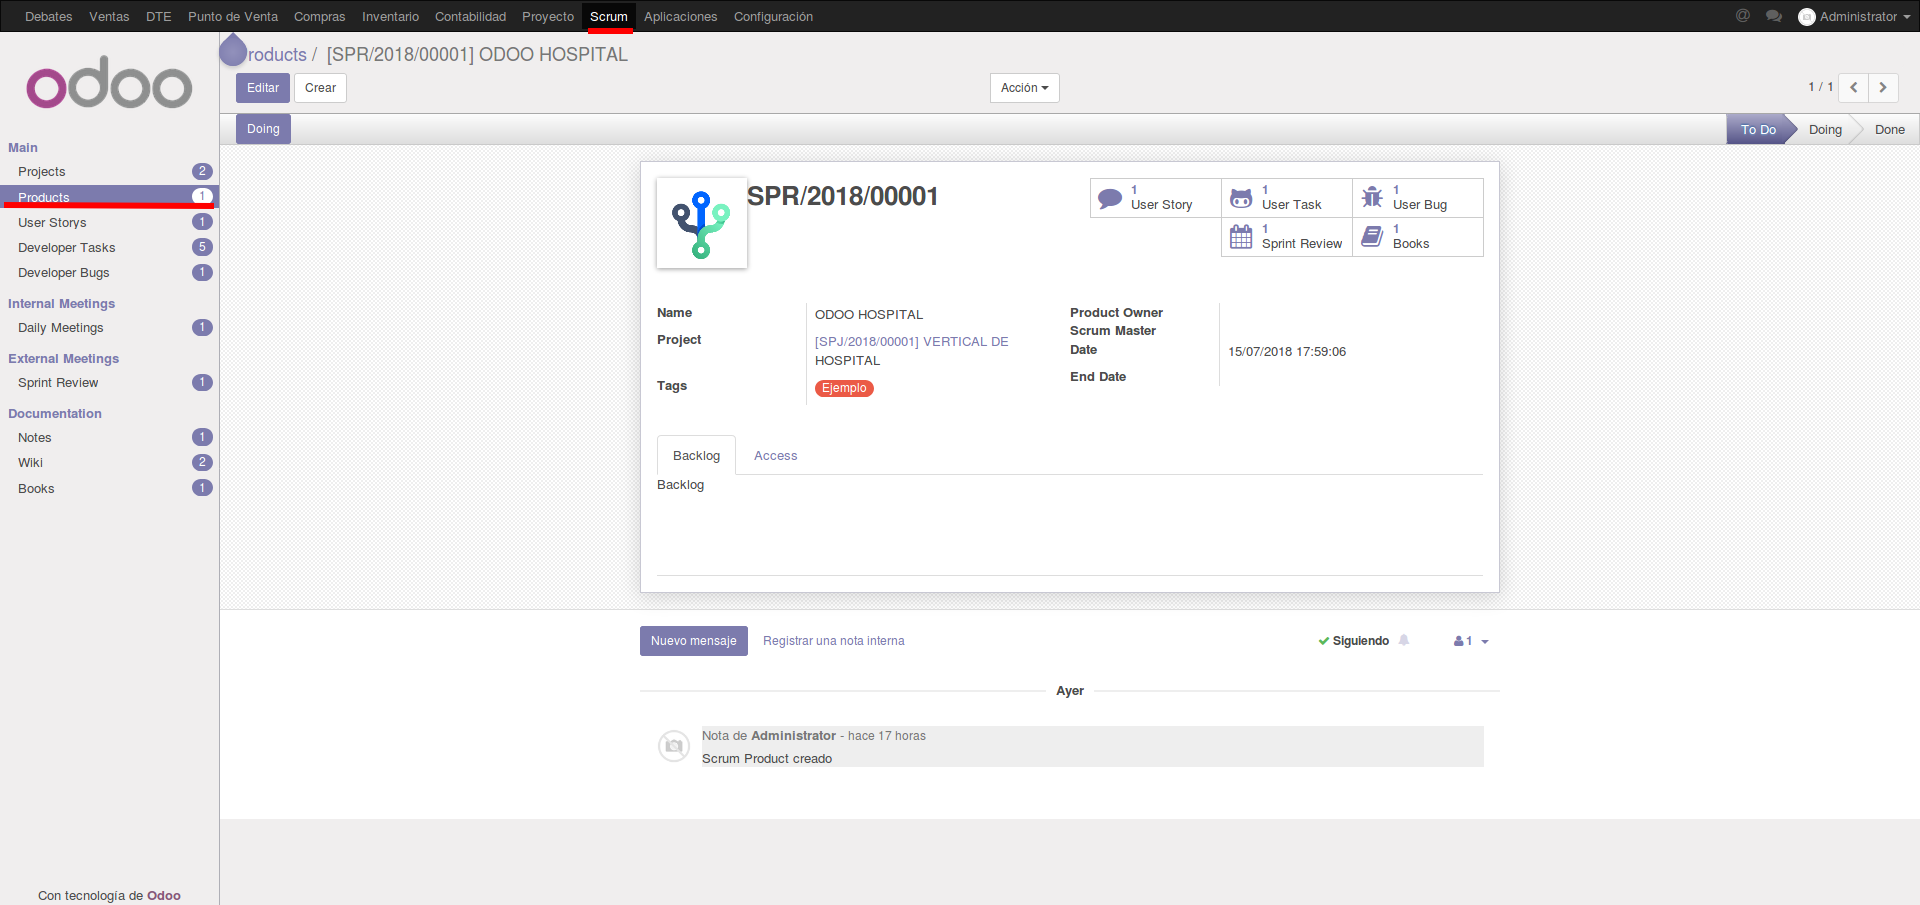 Debates Ventas DTE Punto de Venta Compras Inventario Contabilidad Proyecto Scrum Aplicaciones Configuración @ Administrator
odoo
Main
Projects 2
Products 1
User Storys 1
Developer Tasks 5
Developer Bugs 1
Internal Meetings
Daily Meetings 1
External Meetings
Sprint Review 1
Documentation
Notes 1
Wiki 2
Books 1
Con tecnología de Odoo
roducts / [SPR/2018/00001] ODOO HOSPITAL
Editar Crear Acción 1 / 1
Doing To Do Doing Done
SPR/2018/00001
1 User Story
1 User Task
1 User Bug
1 Sprint Review
1 Books
Name ODOO HOSPITAL
Project [SPJ/2018/00001] VERTICAL DE
HOSPITAL
Tags Ejemplo
Product Owner
Scrum Master
Date 15/07/2018 17:59:06
End Date
Backlog Access
Backlog
Nuevo mensaje Registrar una nota interna Siguiendo 1
Ayer
Nota de Administrator - hace 17 horas
Scrum Product creado